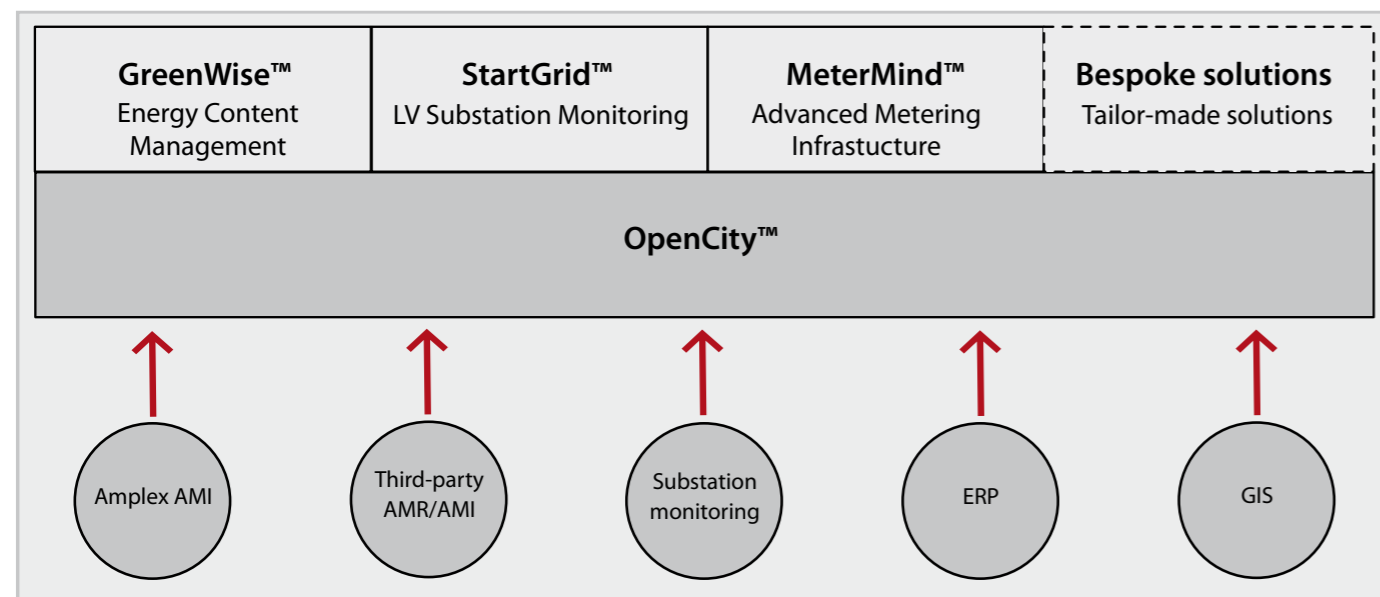 GreenWise™
Energy Content
Management
StartGrid™
LV Substation Monitoring
MeterMind™
Advanced Metering
Infrastucture
Bespoke solutions
Tailor-made solutions
OpenCity™
Amplex AMI
Third-party
AMR/AMI
Substation
monitoring
ERP
GIS